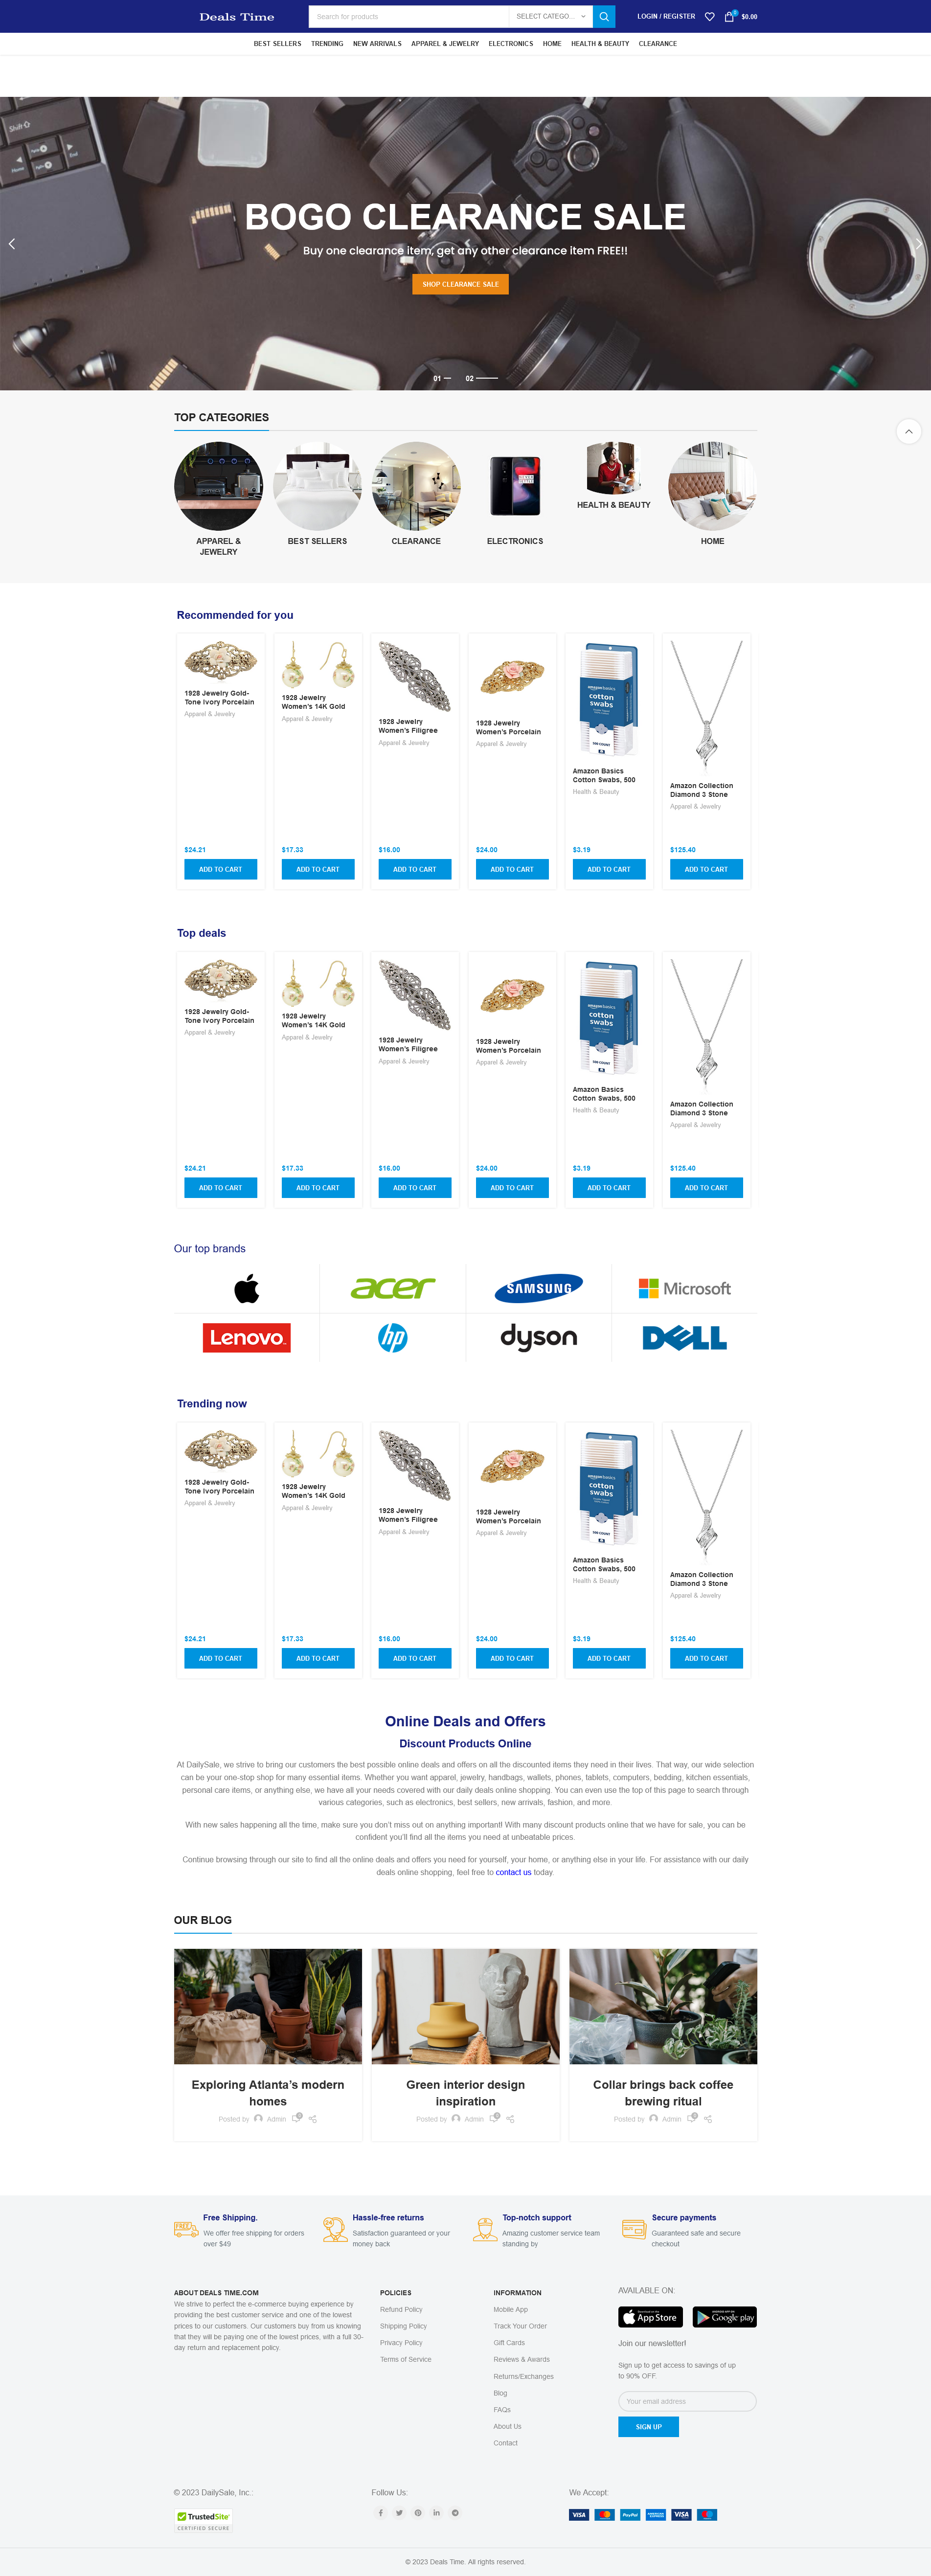 Deals Time
Search for products
SELECT CATEGO...
LOGIN / REGISTER
0
$0.00
BEST SELLERS TRENDING NEW ARRIVALS APPAREL & JEWELRY ELECTRONICS HOME HEALTH & BEAUTY CLEARANCE
BOGO CLEARANCE SALE
Buy one clearance item, get any other clearance item FREE!!
SHOP CLEARANCE SALE
01 02
TOP CATEGORIES
APPAREL &
JEWELRY
BEST SELLERS
CLEARANCE
ELECTRONICS
HEALTH & BEAUTY
HOME
Recommended for you
1928 Jewelry Gold-
Tone Ivory Porcelain
Apparel & Jewelry
$24.21
ADD TO CART
1928 Jewelry
Women's 14K Gold
Apparel & Jewelry
$17.33
ADD TO CART
1928 Jewelry
Women's Filigree
Apparel & Jewelry
$16.00
ADD TO CART
1928 Jewelry
Women's Porcelain
Apparel & Jewelry
$24.00
ADD TO CART
amazon basics
cotton
swabs
500 COUNT
Amazon Basics
Cotton Swabs, 500
Health & Beauty
$3.19
ADD TO CART
Amazon Collection
Diamond 3 Stone
Apparel & Jewelry
$125.40
ADD TO CART
Top deals
1928 Jewelry Gold-
Tone Ivory Porcelain
Apparel & Jewelry
$24.21
ADD TO CART
1928 Jewelry
Women's 14K Gold
Apparel & Jewelry
$17.33
ADD TO CART
1928 Jewelry
Women's Filigree
Apparel & Jewelry
$16.00
ADD TO CART
1928 Jewelry
Women's Porcelain
Apparel & Jewelry
$24.00
ADD TO CART
amazon basics
cotton
swabs
500 COUNT
Amazon Basics
Cotton Swabs, 500
Health & Beauty
$3.19
ADD TO CART
Amazon Collection
Diamond 3 Stone
Apparel & Jewelry
$125.40
ADD TO CART
Our top brands
acer
SAMSUNG
Microsoft
Lenovo
hp
dyson
DELL
Trending now
1928 Jewelry Gold-
Tone Ivory Porcelain
Apparel & Jewelry
$24.21
ADD TO CART
1928 Jewelry
Women's 14K Gold
Apparel & Jewelry
$17.33
ADD TO CART
1928 Jewelry
Women's Filigree
Apparel & Jewelry
$16.00
ADD TO CART
1928 Jewelry
Women's Porcelain
Apparel & Jewelry
$24.00
ADD TO CART
amazon basics
cotton
swabs
500 COUNT
Amazon Basics
Cotton Swabs, 500
Health & Beauty
$3.19
ADD TO CART
Amazon Collection
Diamond 3 Stone
Apparel & Jewelry
$125.40
ADD TO CART
Online Deals and Offers
Discount Products Online
At DailySale, we strive to bring our customers the best possible online deals and offers on all the discounted items they need in their lives. That way, our wide selection
can be your one-stop shop for many essential items. Whether you want apparel, jewelry, handbags, wallets, phones, tablets, computers, bedding, kitchen essentials,
personal care items, or anything else, we have all your needs covered with our daily deals online shopping. You can even use the top of this page to search through
various categories, such as electronics, best sellers, new arrivals, fashion, and more.
With new sales happening all the time, make sure you don't miss out on anything important! With many discount products online that we have for sale, you can be
confident you'll find all the items you need at unbeatable prices.
Continue browsing through our site to find all the online deals and offers you need for yourself, your home, or anything else in your life. For assistance with our daily
deals online shopping, feel free to contact us today.
OUR BLOG
Exploring Atlanta's modern
homes
Posted by Admin
Green interior design
inspiration
Posted by Admin
Collar brings back coffee
brewing ritual
Posted by Admin
FREE
Free Shipping.
We offer free shipping for orders
over $49
24
Hassle-free returns
Satisfaction guaranteed or your
money back
Top-notch support
Amazing customer service team
standing by
Secure payments
Guaranteed safe and secure
checkout
ABOUT DEALS TIME.COM
We strive to perfect the e-commerce buying experience by
providing the best customer service and one of the lowest
prices to our customers. Our customers buy from us knowing
that they will be paying one of the lowest prices, with a full 30-
day return and replacement policy
POLICIES
Refund Policy
Shipping Policy
Privacy Policy
Terms of Service
INFORMATION
Mobile App
Track Your Order
Gift Cards
Reviews & Awards
Returns/Exchanges
Blog
FAQs
About Us
Contact
AVAILABLE ON:
App Store
Google play
Join our newsletter!
Sign up to get access to savings of up
to 90% OFF.
Your email address
SIGN UP
© 2023 DailySale, Inc.:
TrustedSite
CERTIFIED SECURE
Follow Us:
We Accept:
VISA
PayPal
VISA
© 2023 Deals Time. All rights reserved.